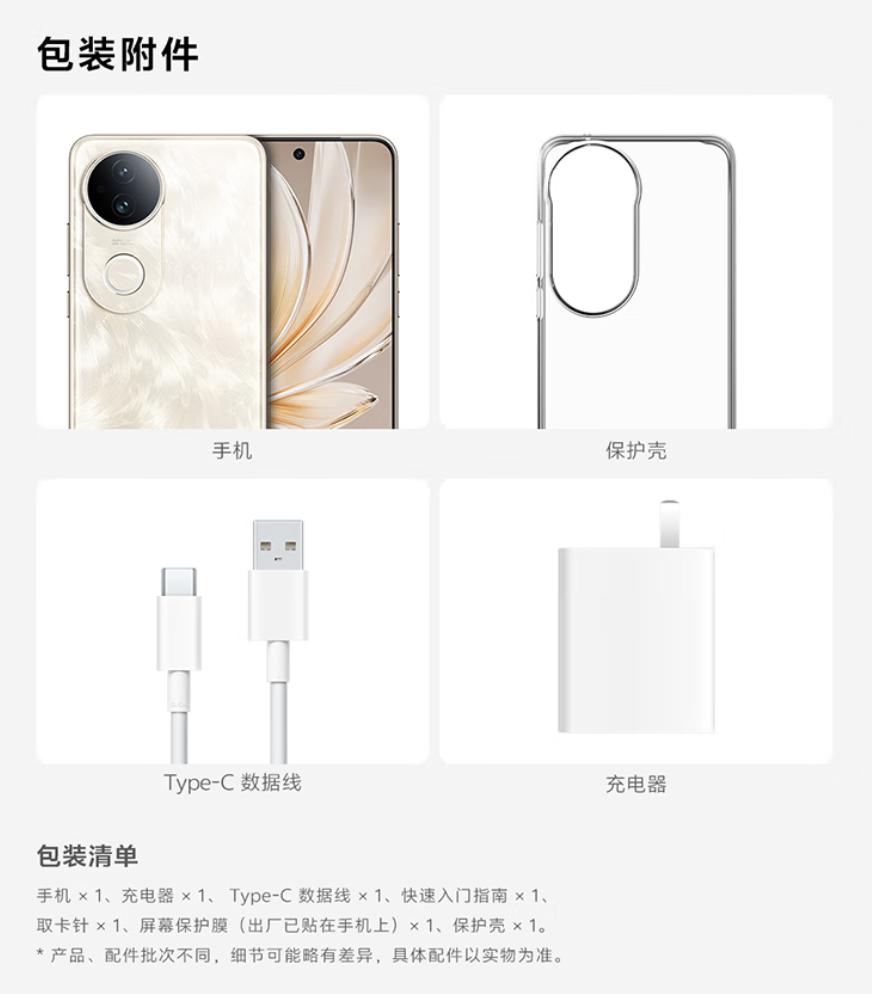 包装附件
手机
保护壳
Type-C 数据线
充电器
包装清单
手机 × 1、充电器 × 1、 Type-C 数据线 × 1、快速入门指南 × 1、
取卡针 × 1、屏幕保护膜（出厂已贴在手机上）× 1、保护壳 × 1。
* 产品、配件批次不同，细节可能略有差异，具体配件以实物为准。